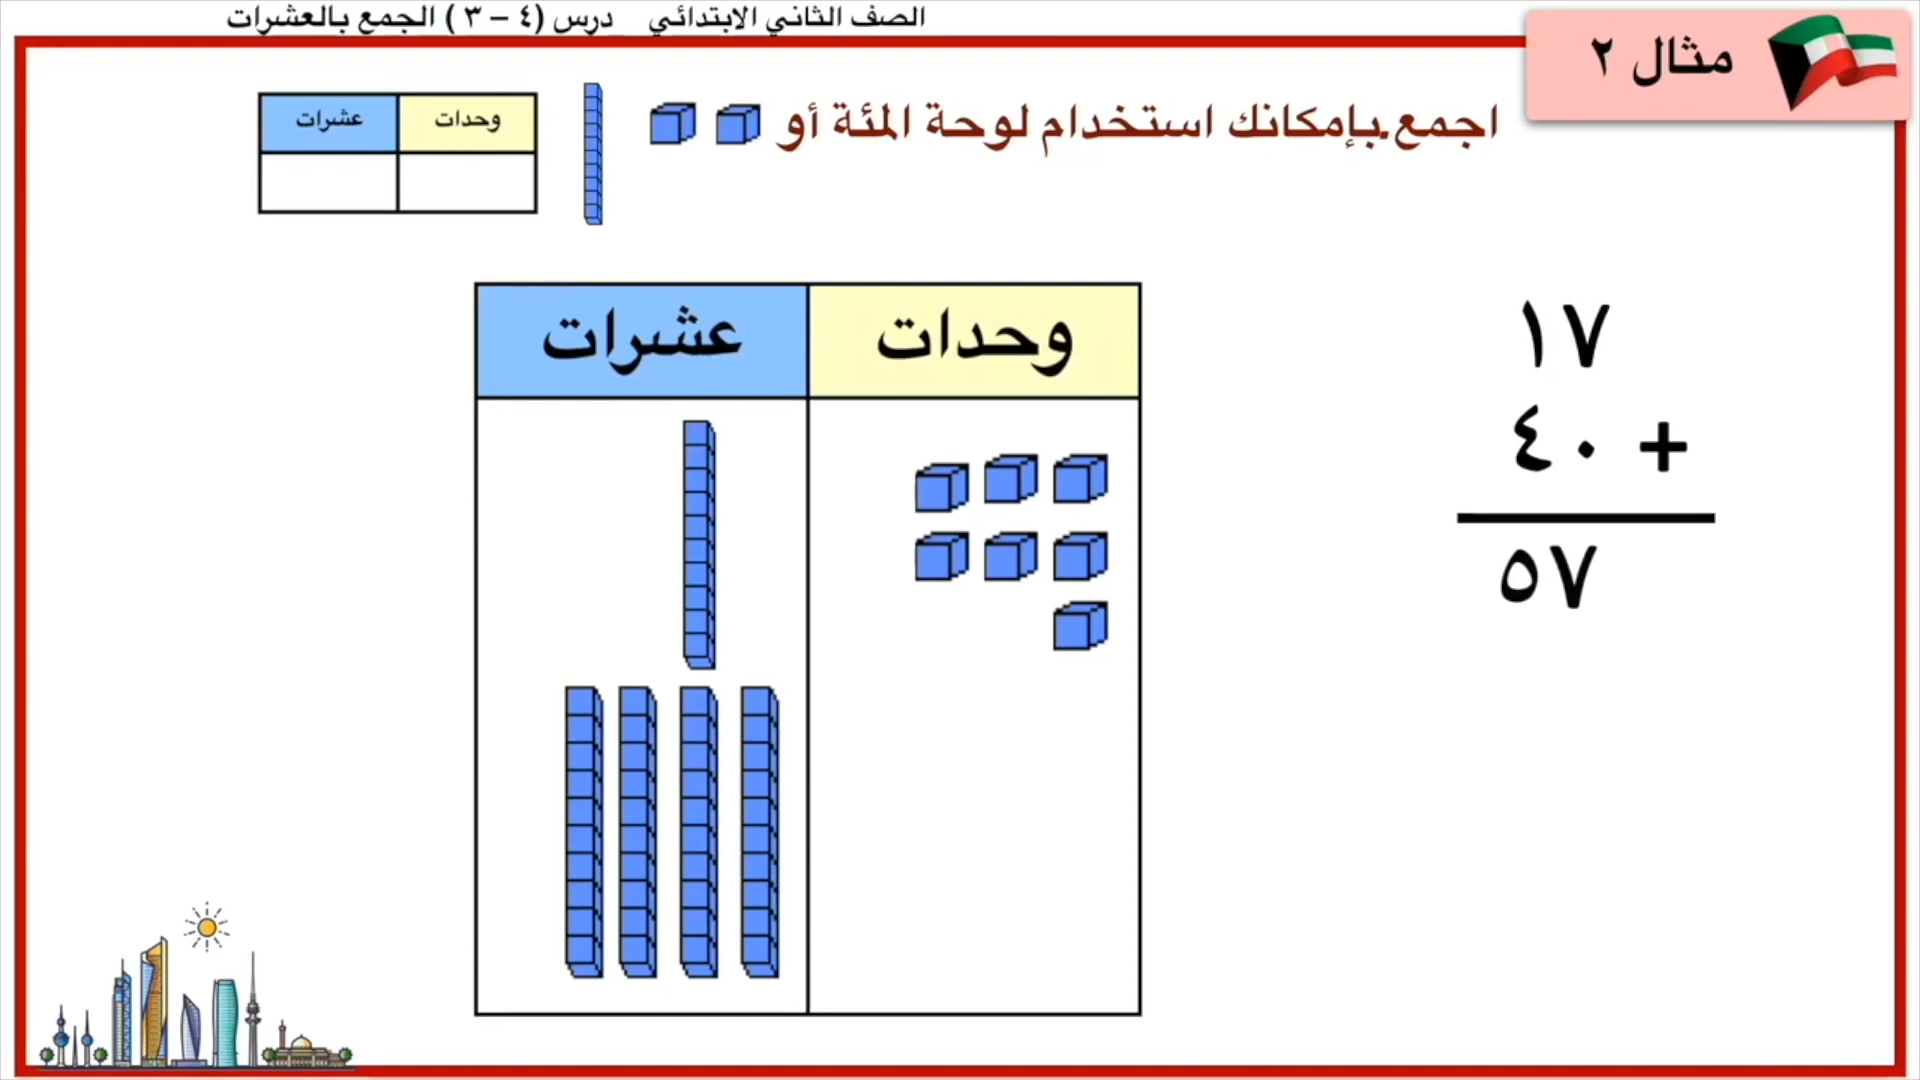 الصف الثاني الابتدائي درس (٤ – ٣) الجمع بالعشرات
مثال ٢
اجمع.بإمكانك استخدام لوحة المئة أو
وحدات عشرات
وحدات عشرات
١٧
٤٠ +
٥٧